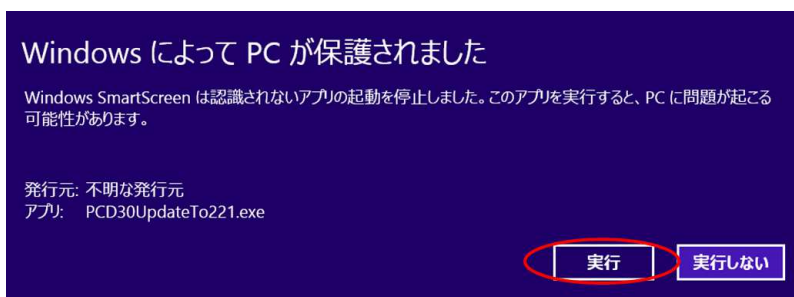 Windows によって PC が保護されました
Windows SmartScreen は認識されないアプリの起動を停止しました。このアプリを実行すると、PC に問題が起こる
可能性があります。
発行元: 不明な発行元
アプリ: PCD30UpdateTo221.exe
実行 実行しない